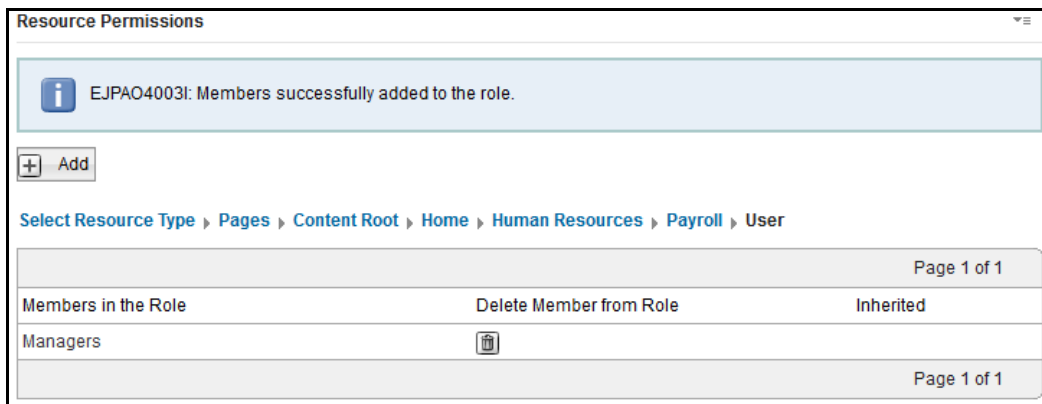 Resource Permissions
EJPAO4003I: Members successfully added to the role.
Add
Select Resource Type Pages Content Root Home Human Resources Payroll User
Page 1 of 1
Members in the Role Delete Member from Role Inherited
Managers
Page 1 of 1